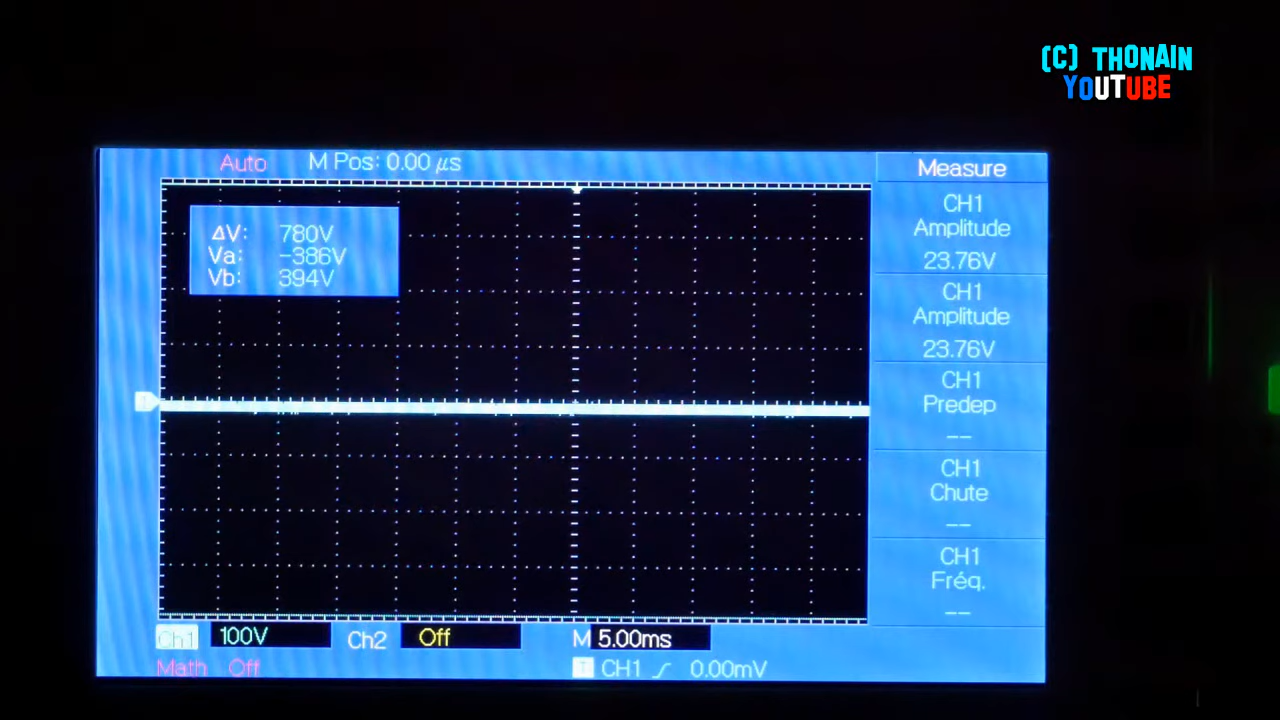 (C) THONAIN
YOUTUBE
Auto M Pos: 0.00 µs
Measure
ΔV: 780V
Va: -386V
Vb: 394V
CH1
Amplitude
23.76V
CH1
Amplitude
23.76V
CH1
Predep
--
CH1
Chute
--
CH1
Fréq.
--
Ch1 100V Ch2 Off M 5.00ms
Math Off T CH1 0.00mV